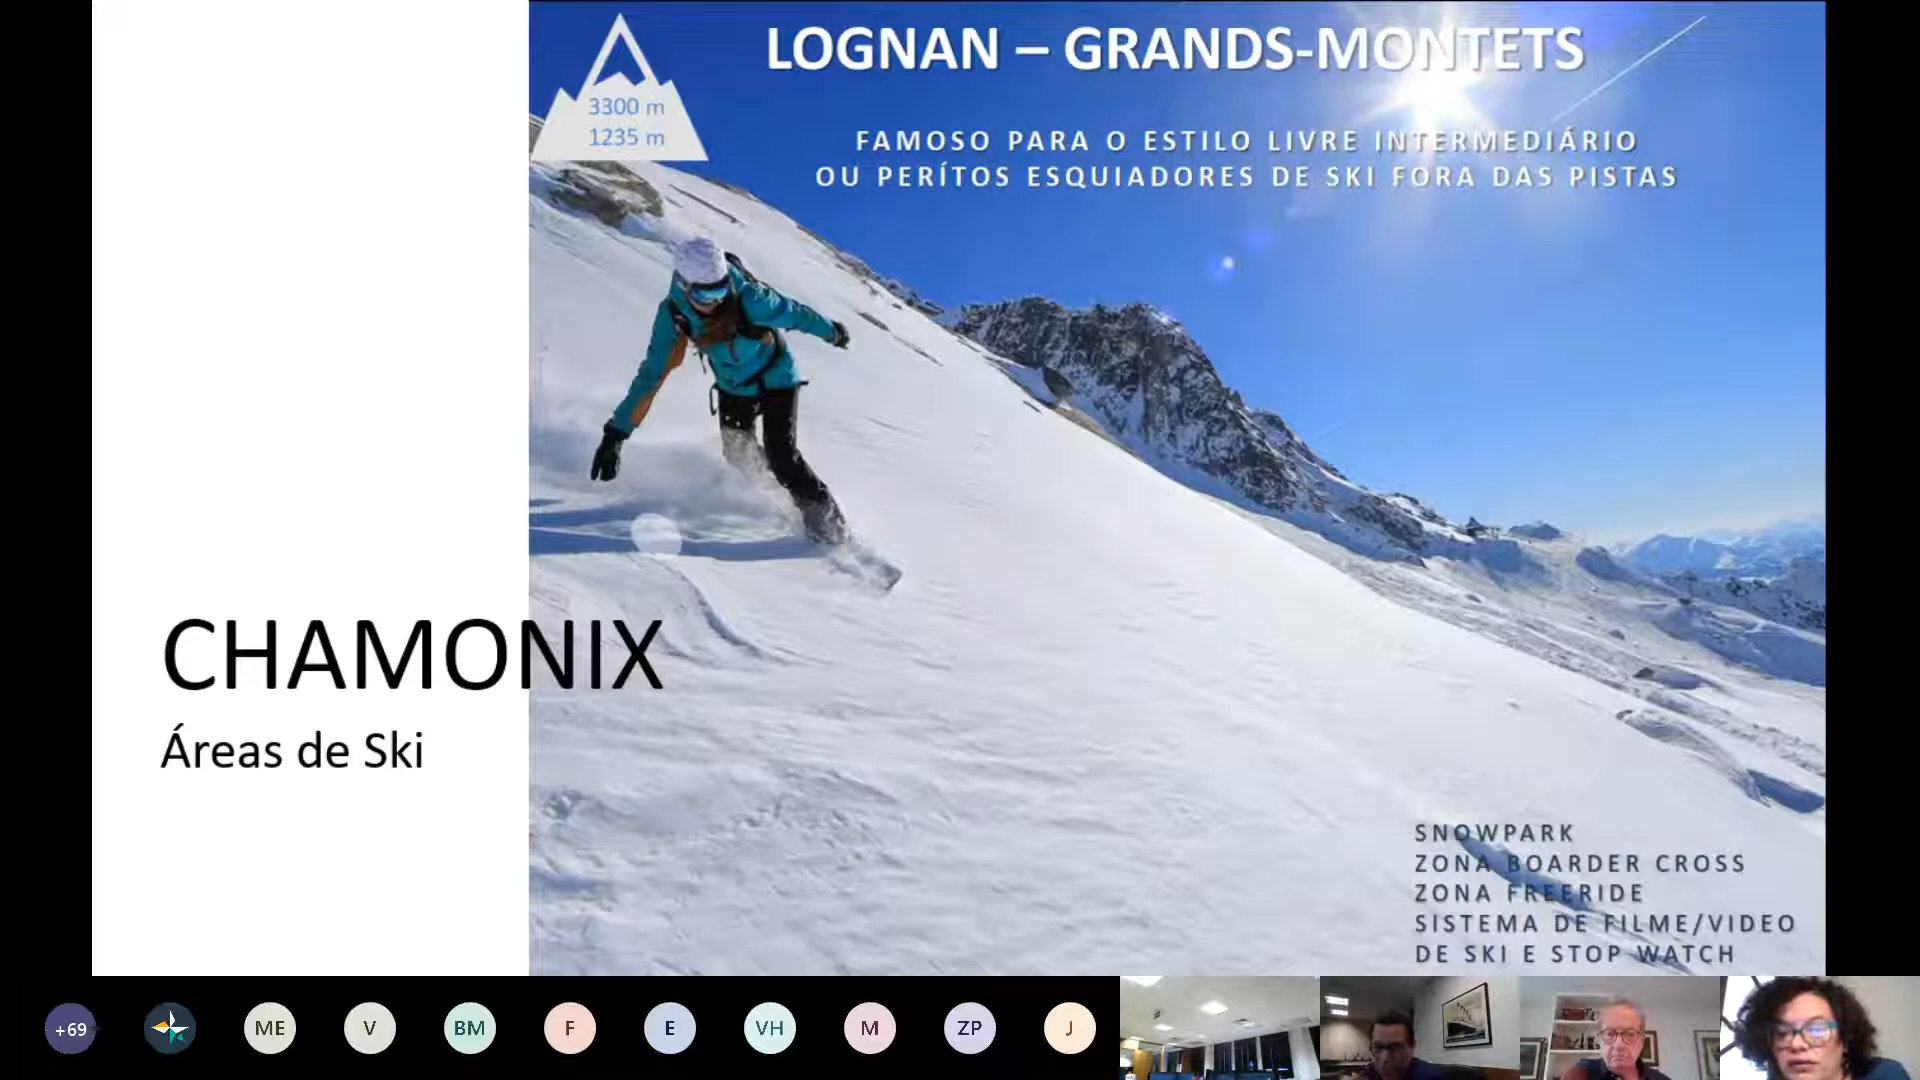 LOGNAN – GRANDS-MONTETS
3300 m
1235 m
FAMOSO PARA O ESTILO LIVRE INTERMEDIÁRIO
OU PERÍTOS ESQUIADORES DE SKI FORA DAS PISTAS
CHAMONIX
Áreas de Ski
SNOWPARK
ZONA BOARDER CROSS
ZONA FREERIDE
SISTEMA DE FILME/VIDEO
DE SKI E STOP WATCH
+69
ME
V
BM
F
E
VH
M
ZP
J